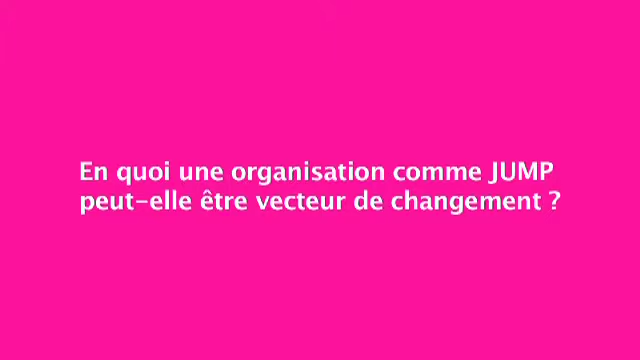 En quoi une organisation comme JUMP
peut-elle être vecteur de changement ?